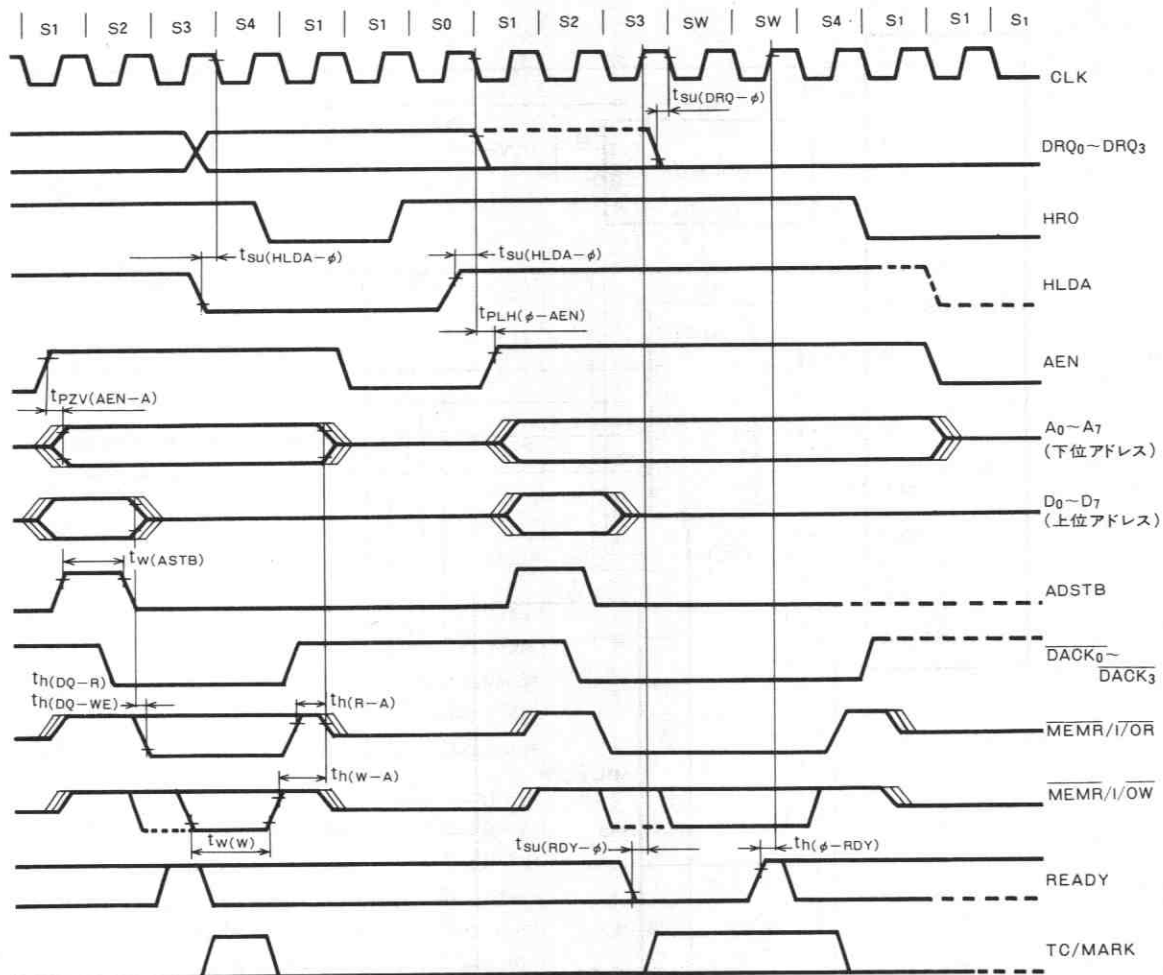 S1 S2 S3 S4 S1 S1 S0 S1 S2 S3 SW SW S4 S1 S1 S1
CLK
tsu(DRQ-φ)
DRQ0~DRQ3
HRO
tsu(HLDA-φ) tsu(HLDA-φ)
HLDA
tPLH(φ-AEN)
AEN
tPZV(AEN-A)
A0~A7
(下位アドレス)
D0~D7
(上位アドレス)
tw(ASTB)
ADSTB
DACK0~
DACK3
th(DQ-R)
th(DQ-WE) th(R-A)
MEMR/I/OR
th(W-A)
MEMR/I/OW
tw(W) tsu(RDY-φ) th(φ-RDY)
READY
TC/MARK